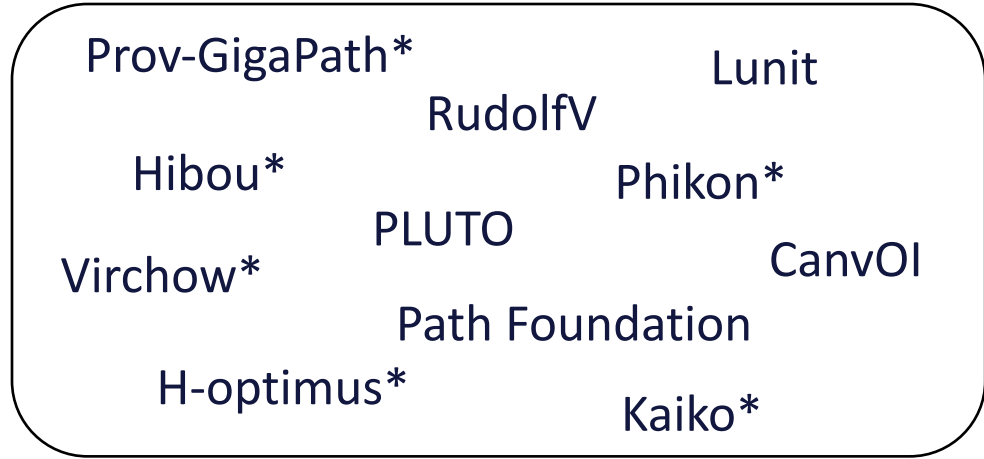 Prov-GigaPath*
Lunit
RudolfV
Hibou*
Phikon*
PLUTO
Virchow*
CanvOI
Path Foundation
H-optimus*
Kaiko*